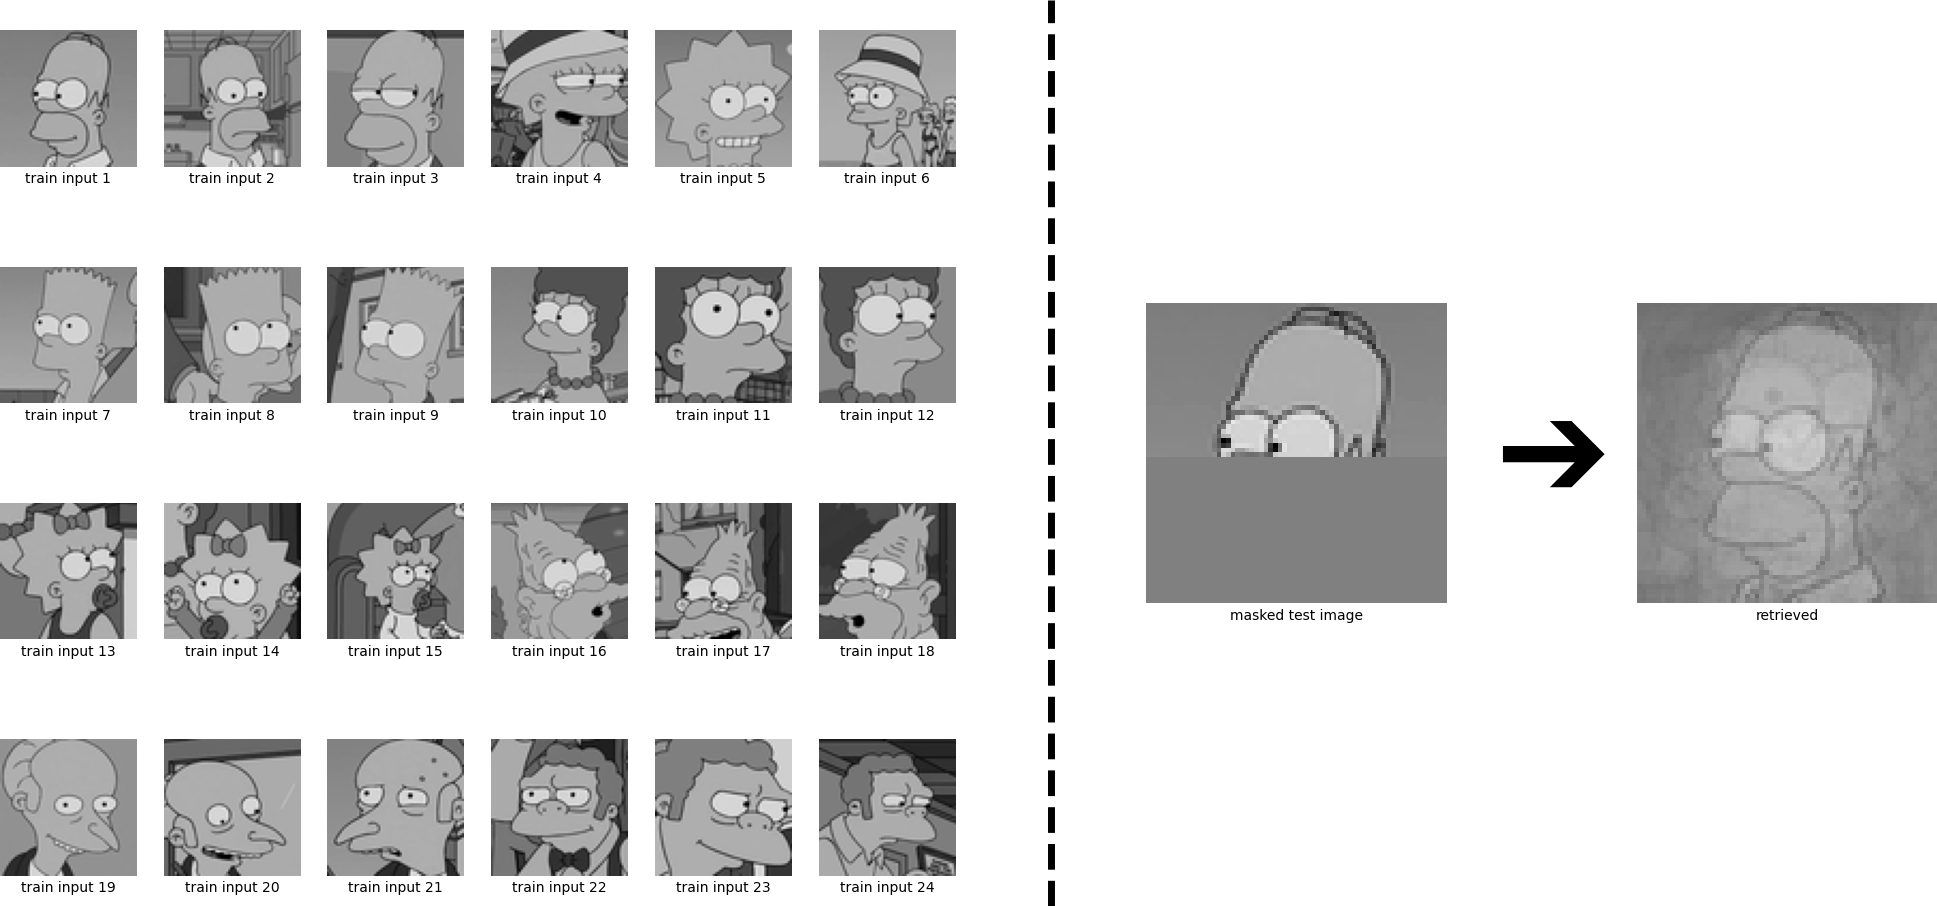 train input 1
train input 2
train input 3
train input 4
train input 5
train input 6
train input 7
train input 8
train input 9
train input 10
train input 11
train input 12
train input 13
train input 14
train input 15
train input 16
train input 17
train input 18
train input 19
train input 20
train input 21
train input 22
train input 23
train input 24
masked test image
retrieved